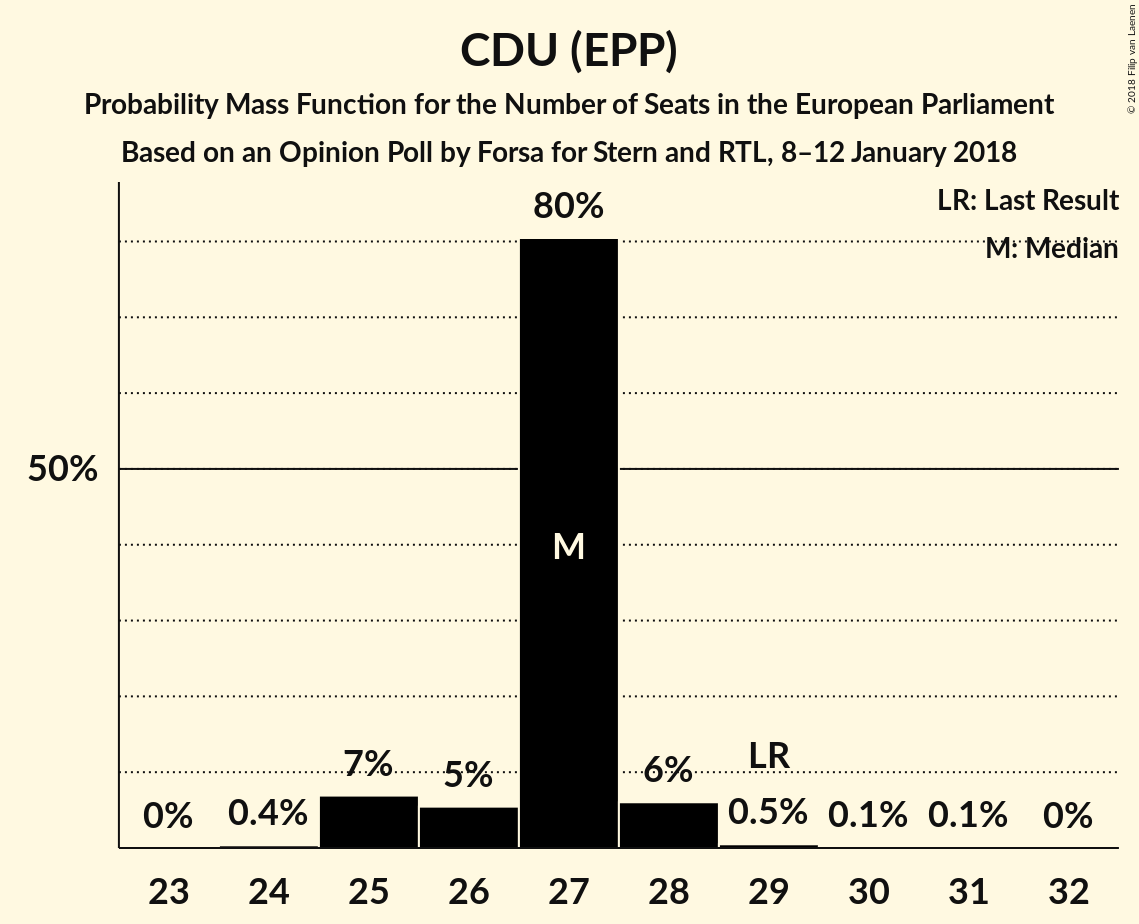 CDU (EPP)
Probability Mass Function for the Number of Seats in the European Parliament
Based on an Opinion Poll by Forsa for Stern and RTL, 8–12 January 2018
© 2018 Filip van Laenen
LR: Last Result
M: Median
80%
50%
M
LR
7%
5%
6%
0%
0.4%
0.5%
0.1%
0.1%
0%
23 24 25 26 27 28 29 30 31 32